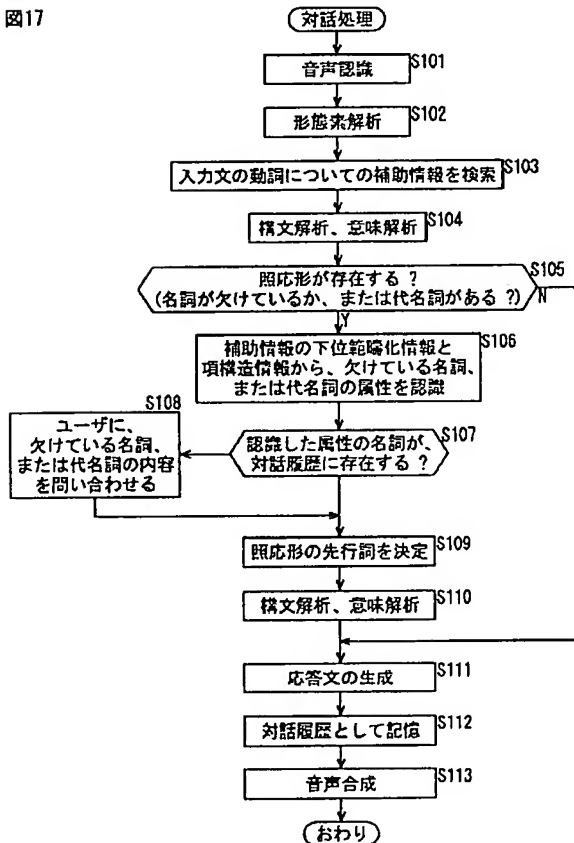 図17
対話処理
音声認識
S101
形態素解析
S102
入力文の動詞についての補助情報を検索
S103
構文解析、意味解析
S104
照応形が存在する ?
(名詞が欠けているか、または代名詞がある ?)
S105
N
Y
補助情報の下位範疇化情報と
項構造情報から、欠けている名詞、
または代名詞の属性を認識
S106
認識した属性の名詞が、
対話履歴に存在する ?
S107
S108
ユーザに、
欠けている名詞、
または代名詞の内容
を問い合わせる
照応形の先行詞を決定
S109
構文解析、意味解析
S110
応答文の生成
S111
対話履歴として記憶
S112
音声合成
S113
おわり